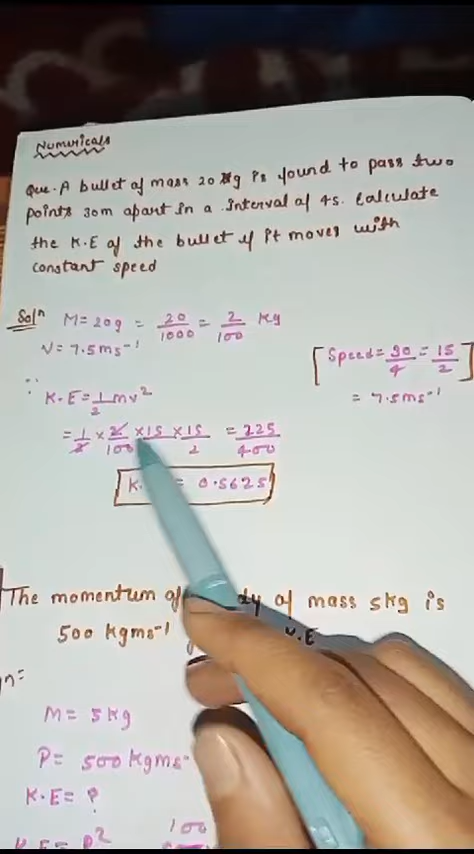 Numericals
Que. A bullet of mass 20 g is found to pass two
points 30m apart in a interval of 4s. Calculate
the K.E of the bullet if it moves with
constant speed
Soln M = 20g = 20/1000 = 2/100 Kg
V = 7.5ms⁻¹
[Speed = 30/4 = 15/2]
= 7.5ms⁻¹
∵ K.E = 1/2 mv²
= 1/2 × 2/100 × 15 × 15/2 = 225/400
K. = 0.5625
The momentum of dy of mass 5kg is
500 kgms⁻¹ K.E
n=
M = 5kg
P = 500 kgms⁻
K.E = ?
K.E = P² 100